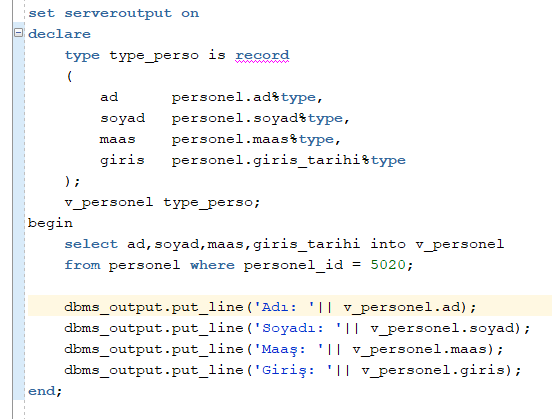 set serveroutput on
declare
    type type_perso is record
    (
        ad      personel.ad%type,
        soyad   personel.soyad%type,
        maas    personel.maas%type,
        giris   personel.giris_tarihi%type
    );
    v_personel type_perso;
begin
    select ad,soyad,maas,giris_tarihi into v_personel
    from personel where personel_id = 5020;
    dbms_output.put_line('Adı: '|| v_personel.ad);
    dbms_output.put_line('Soyadı: '|| v_personel.soyad);
    dbms_output.put_line('Maaş: '|| v_personel.maas);
    dbms_output.put_line('Giriş: '|| v_personel.giris);
end;